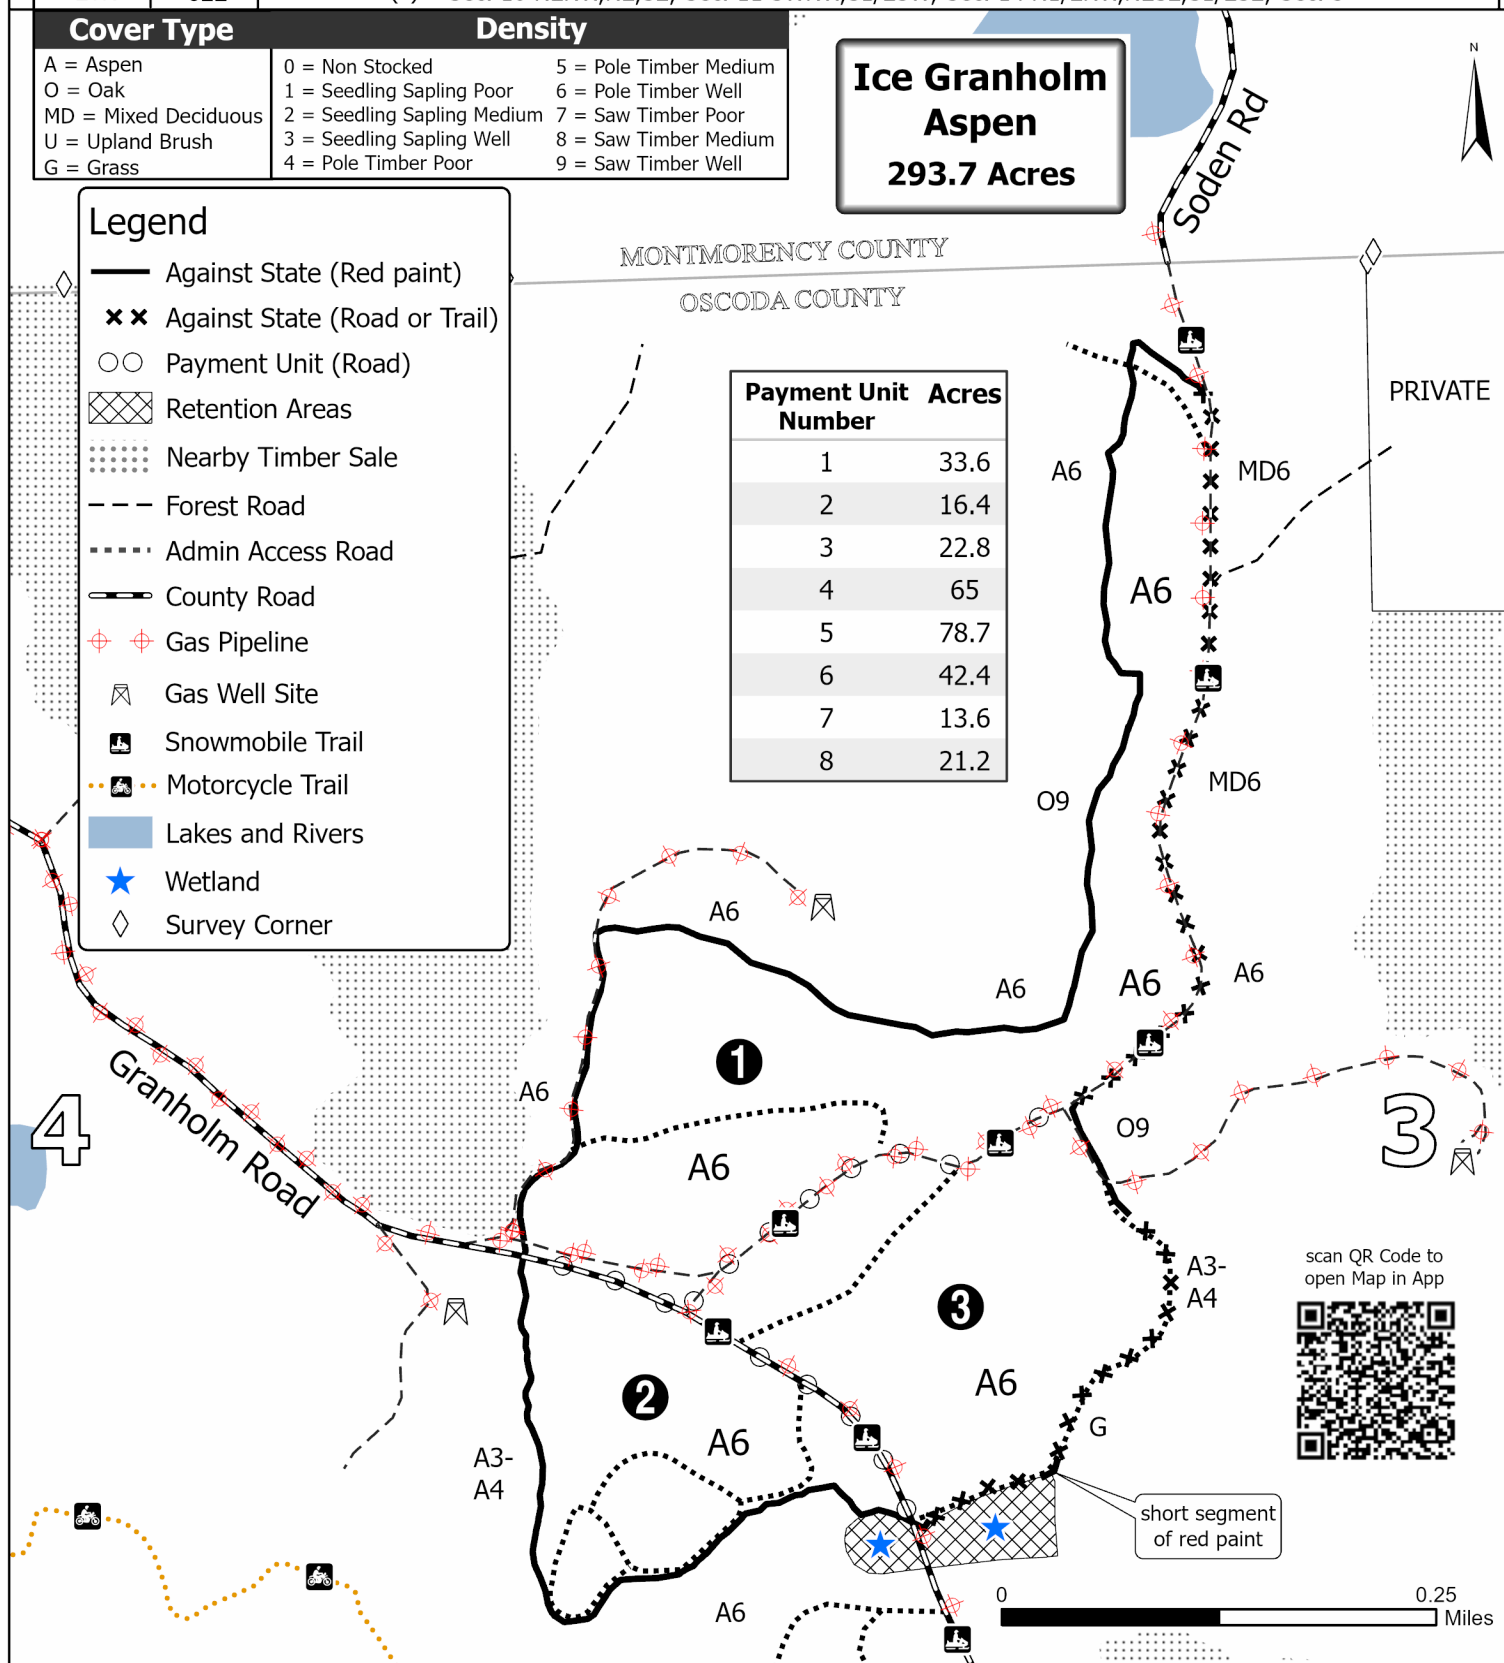 Cover Type Density
A = Aspen
O = Oak
MD = Mixed Deciduous
U = Upland Brush
G = Grass
0 = Non Stocked
1 = Seedling Sapling Poor
2 = Seedling Sapling Medium
3 = Seedling Sapling Well
4 = Pole Timber Poor
5 = Pole Timber Medium
6 = Pole Timber Well
7 = Saw Timber Poor
8 = Saw Timber Medium
9 = Saw Timber Well
Ice Granholm
Aspen
293.7 Acres
N
Soden Rd
Legend
Against State (Red paint)
Against State (Road or Trail)
Payment Unit (Road)
Retention Areas
Nearby Timber Sale
Forest Road
Admin Access Road
County Road
Gas Pipeline
Gas Well Site
Snowmobile Trail
Motorcycle Trail
Lakes and Rivers
Wetland
Survey Corner
MONTMORENCY COUNTY
OSCODA COUNTY
Payment Unit Number Acres
1 33.6
2 16.4
3 22.8
4 65
5 78.7
6 42.4
7 13.6
8 21.2
PRIVATE
A6
MD6
A6
O9
MD6
A6
A6
A6
A6
1
A6
O9
3
4
Granholm Road
A6
3
A3-
A4
scan QR Code to
open Map in App
A6
2
A6
G
A3-
A4
short segment
of red paint
A6
0 0.25
Miles